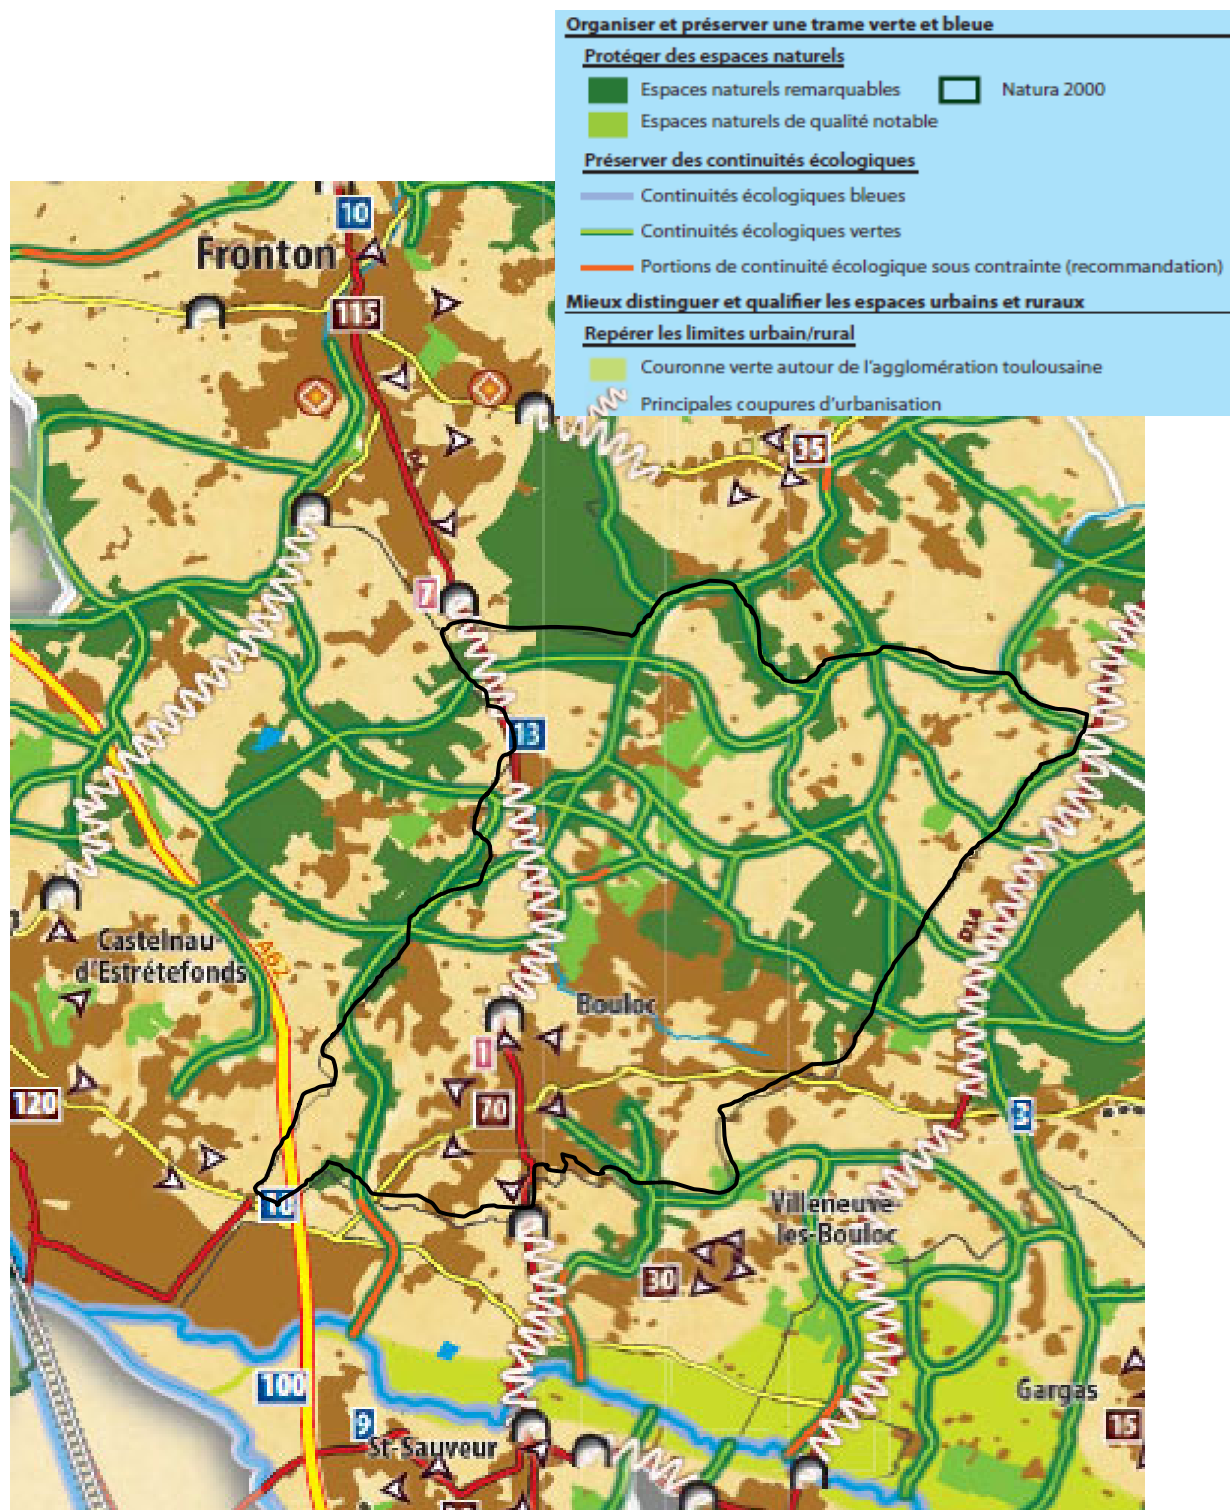 Organiser et préserver une trame verte et bleue
Protéger des espaces naturels
Espaces naturels remarquables
Natura 2000
Espaces naturels de qualité notable
Préserver des continuités écologiques
Continuités écologiques bleues
Continuités écologiques vertes
Portions de continuité écologique sous contrainte (recommandation)
Mieux distinguer et qualifier les espaces urbains et ruraux
Repérer les limites urbain/rural
Couronne verte autour de l'agglomération toulousaine
Principales coupures d'urbanisation
10
Fronton
115
35
7
13
Castelnau-
d'Estrétefonds
A62
Bouloc
1
120
70
10
Villeneuve-
les-Bouloc
30
100
Gargas
9
St-Sauveur
15